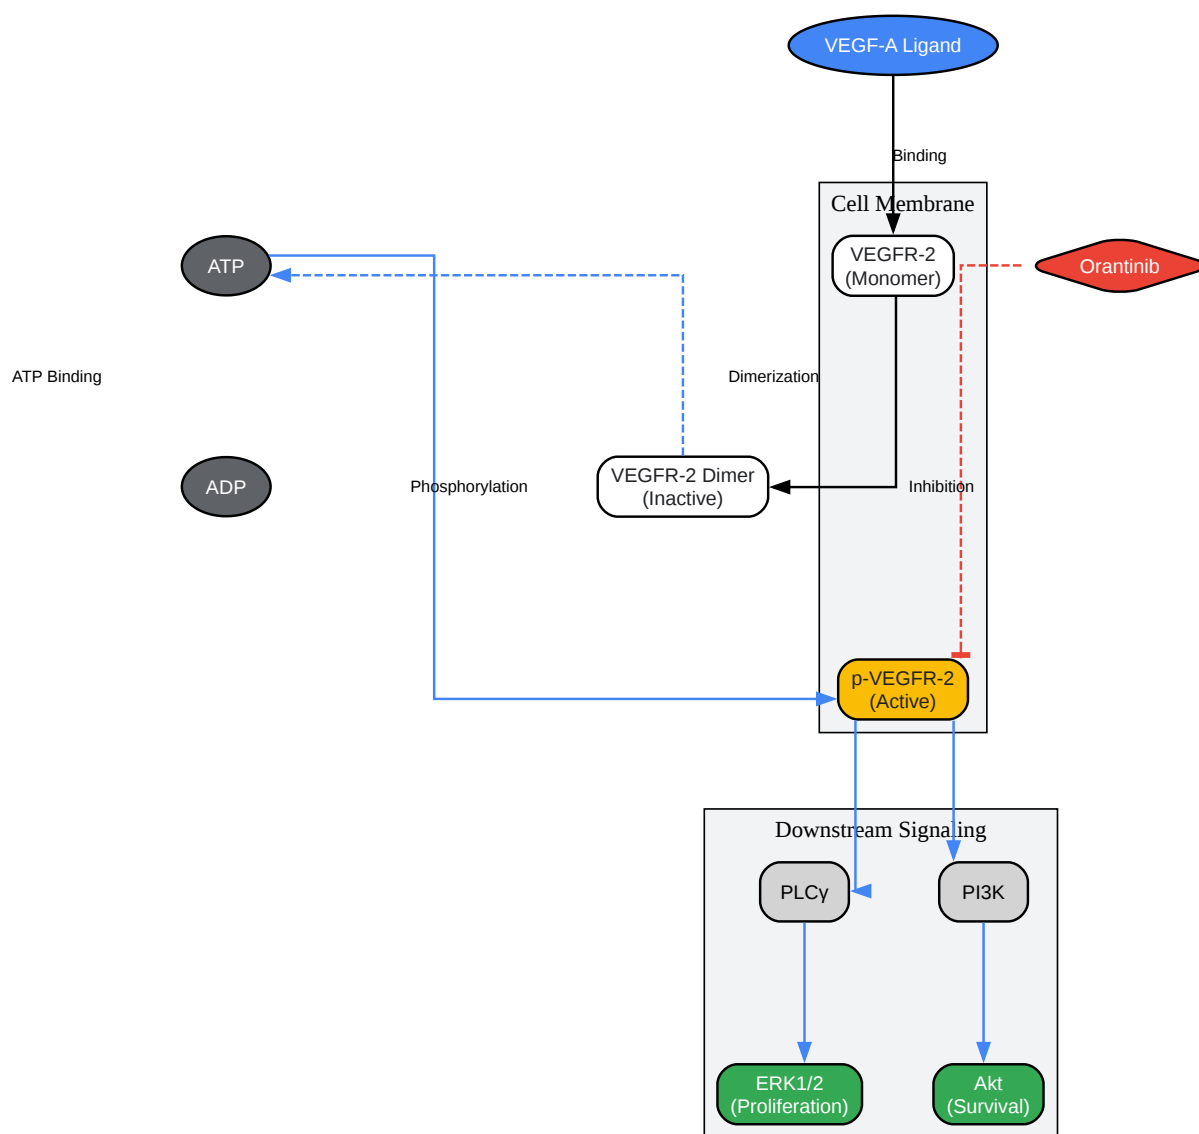 VEGF-A Ligand
Binding
Cell Membrane
ATP
VEGFR-2
(Monomer)
Orantinib
ATP Binding
Dimerization
ADP
Phosphorylation
VEGFR-2 Dimer
(Inactive)
Inhibition
p-VEGFR-2
(Active)
Downstream Signaling
PLCγ
PI3K
ERK1/2
(Proliferation)
Akt
(Survival)